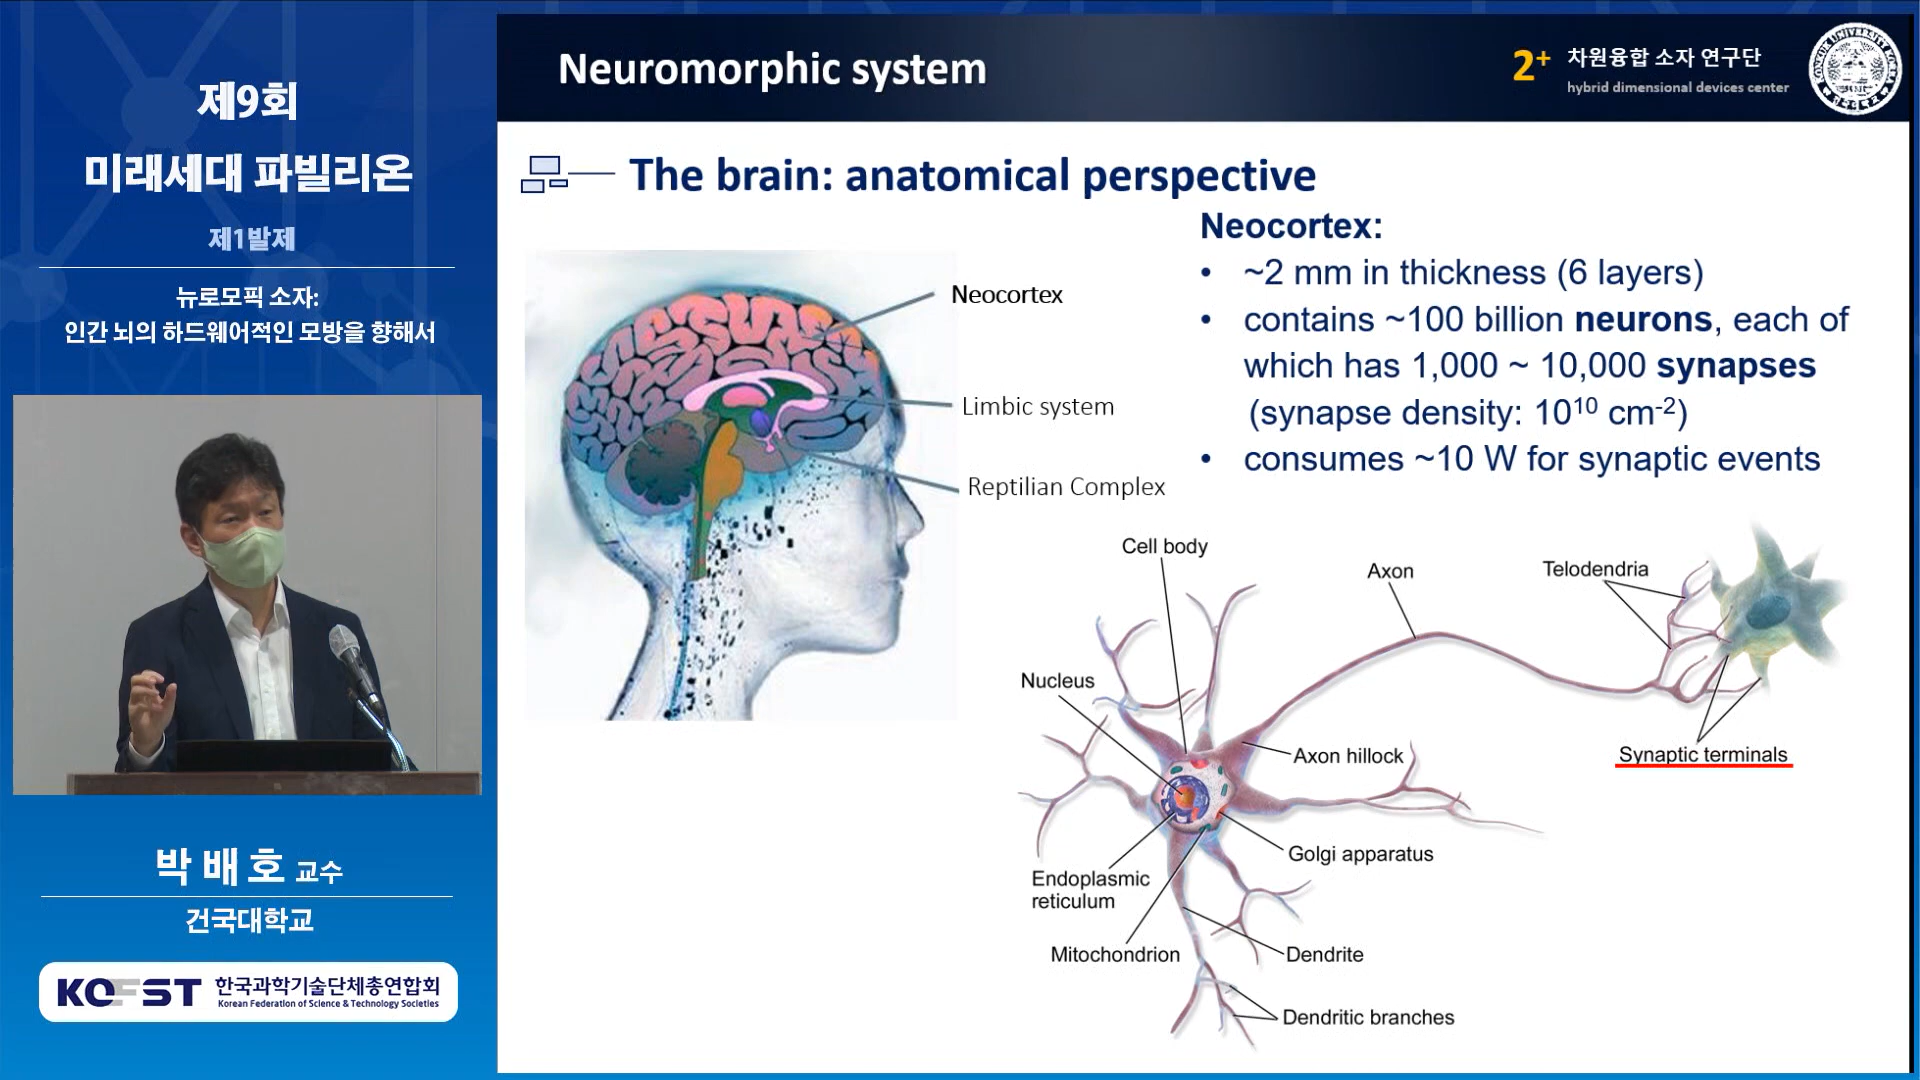 제9회
미래세대 파빌리온
제1발제
뉴로모픽 소자:
인간 뇌의 하드웨어적인 모방을 향해서
박 배 호 교수
건국대학교
KOFST 한국과학기술단체총연합회
Korean Federation of Science & Technology Societies
Neuromorphic system
2+ 차원융합 소자 연구단
hybrid dimensional devices center
The brain: anatomical perspective
Neocortex:
• ~2 mm in thickness (6 layers)
• contains ~100 billion neurons, each of
which has 1,000 ~ 10,000 synapses
(synapse density: 10¹⁰ cm⁻²)
• consumes ~10 W for synaptic events
Neocortex
Limbic system
Reptilian Complex
Cell body
Axon
Telodendria
Nucleus
Axon hillock
Synaptic terminals
Golgi apparatus
Endoplasmic
reticulum
Mitochondrion
Dendrite
Dendritic branches